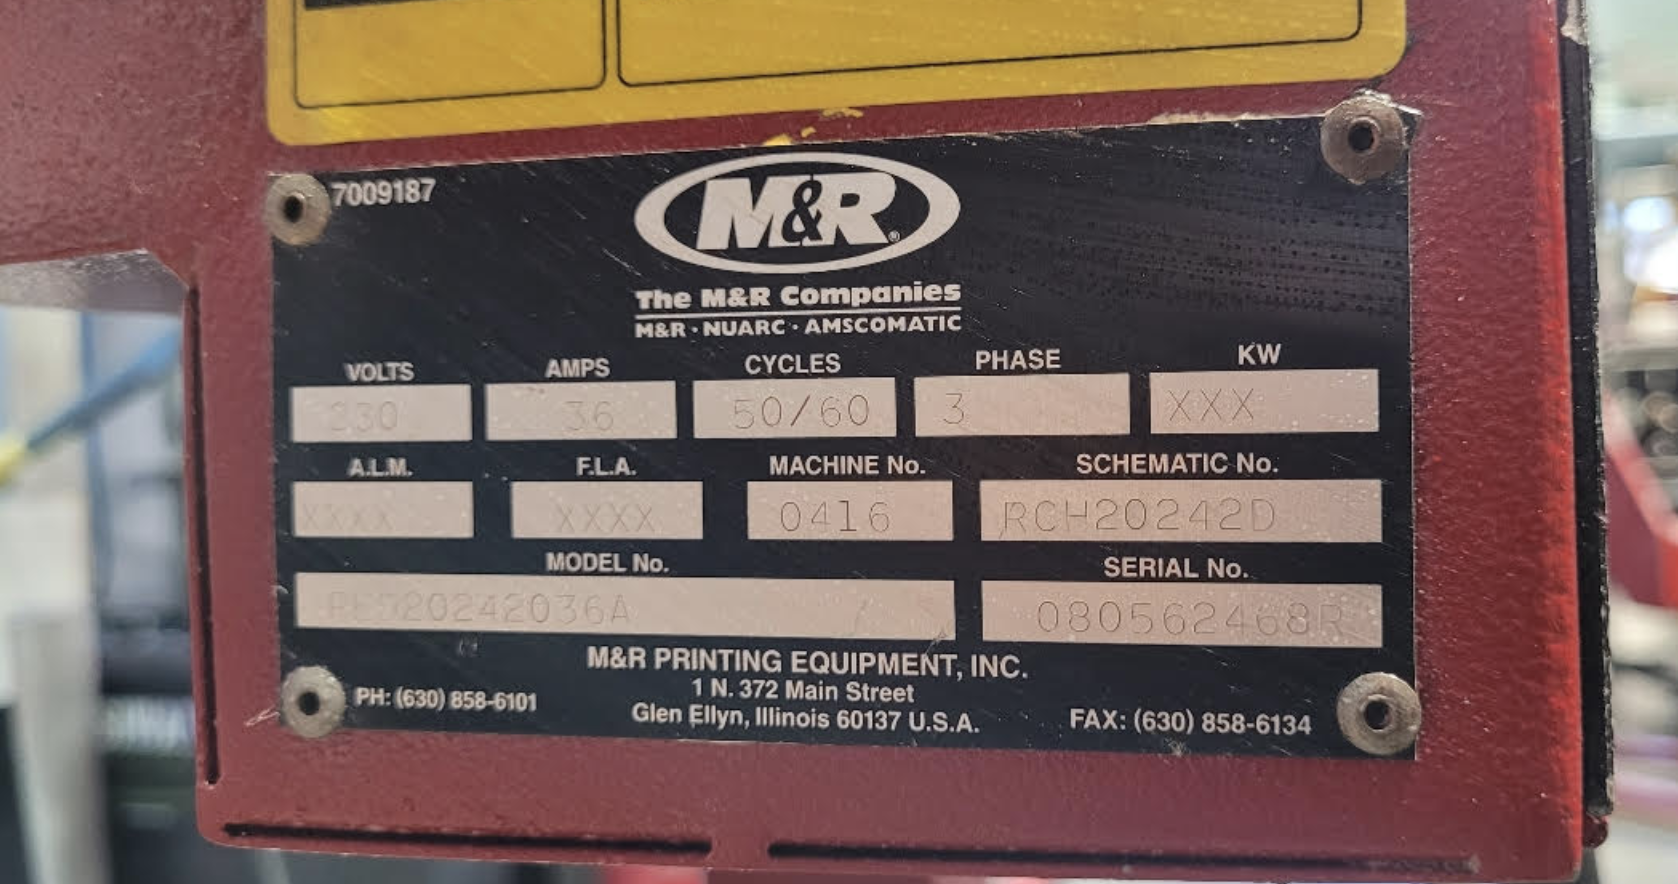 7009187
M&R®
The M&R Companies
M&R · NUARC · AMSCOMATIC
VOLTS AMPS CYCLES PHASE KW
230 36 50/60 3 XXX
A.L.M. F.L.A. MACHINE No. SCHEMATIC No.
XXXX XXXX 0416 RCH20242D
MODEL No. SERIAL No.
080562468R
M&R PRINTING EQUIPMENT, INC.
1 N. 372 Main Street
PH: (630) 858-6101 Glen Ellyn, Illinois 60137 U.S.A. FAX: (630) 858-6134